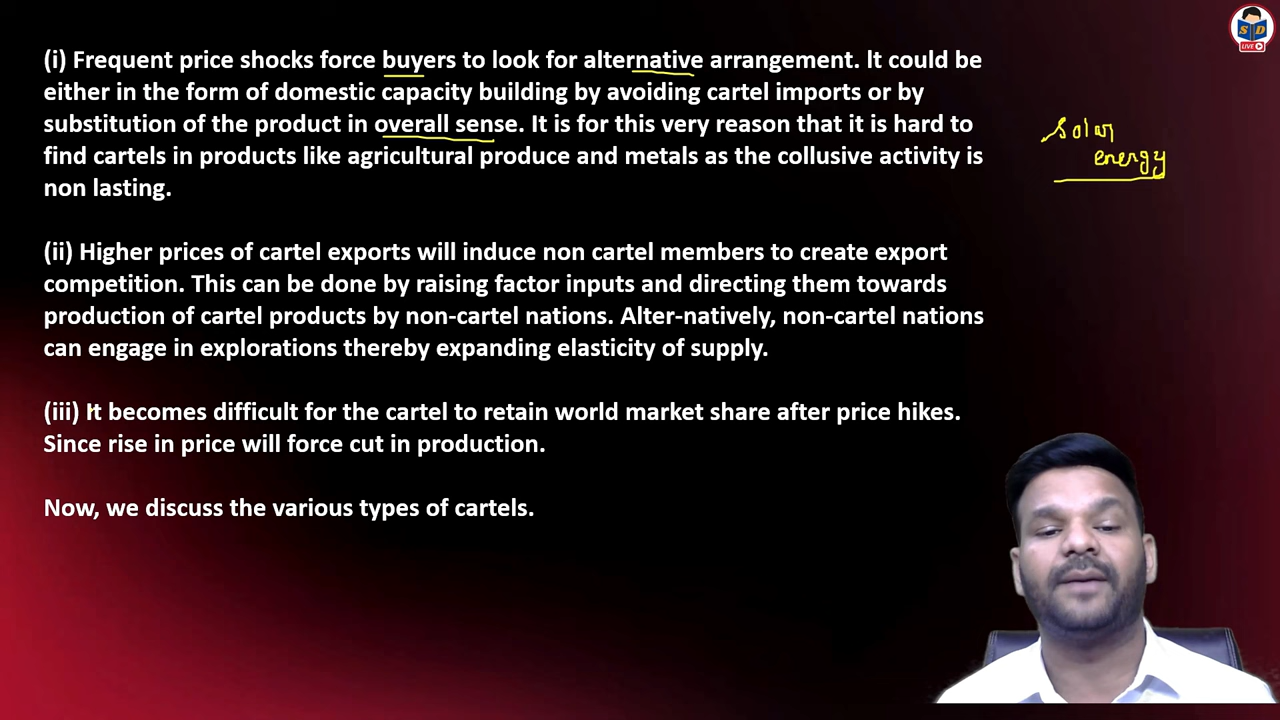 (i) Frequent price shocks force buyers to look for alternative arrangement. It could be
either in the form of domestic capacity building by avoiding cartel imports or by
substitution of the product in overall sense. It is for this very reason that it is hard to
find cartels in products like agricultural produce and metals as the collusive activity is
non lasting.
(ii) Higher prices of cartel exports will induce non cartel members to create export
competition. This can be done by raising factor inputs and directing them towards
production of cartel products by non-cartel nations. Alter-natively, non-cartel nations
can engage in explorations thereby expanding elasticity of supply.
(iii) It becomes difficult for the cartel to retain world market share after price hikes.
Since rise in price will force cut in production.
Now, we discuss the various types of cartels.
Solar
energy
S D
LIVE